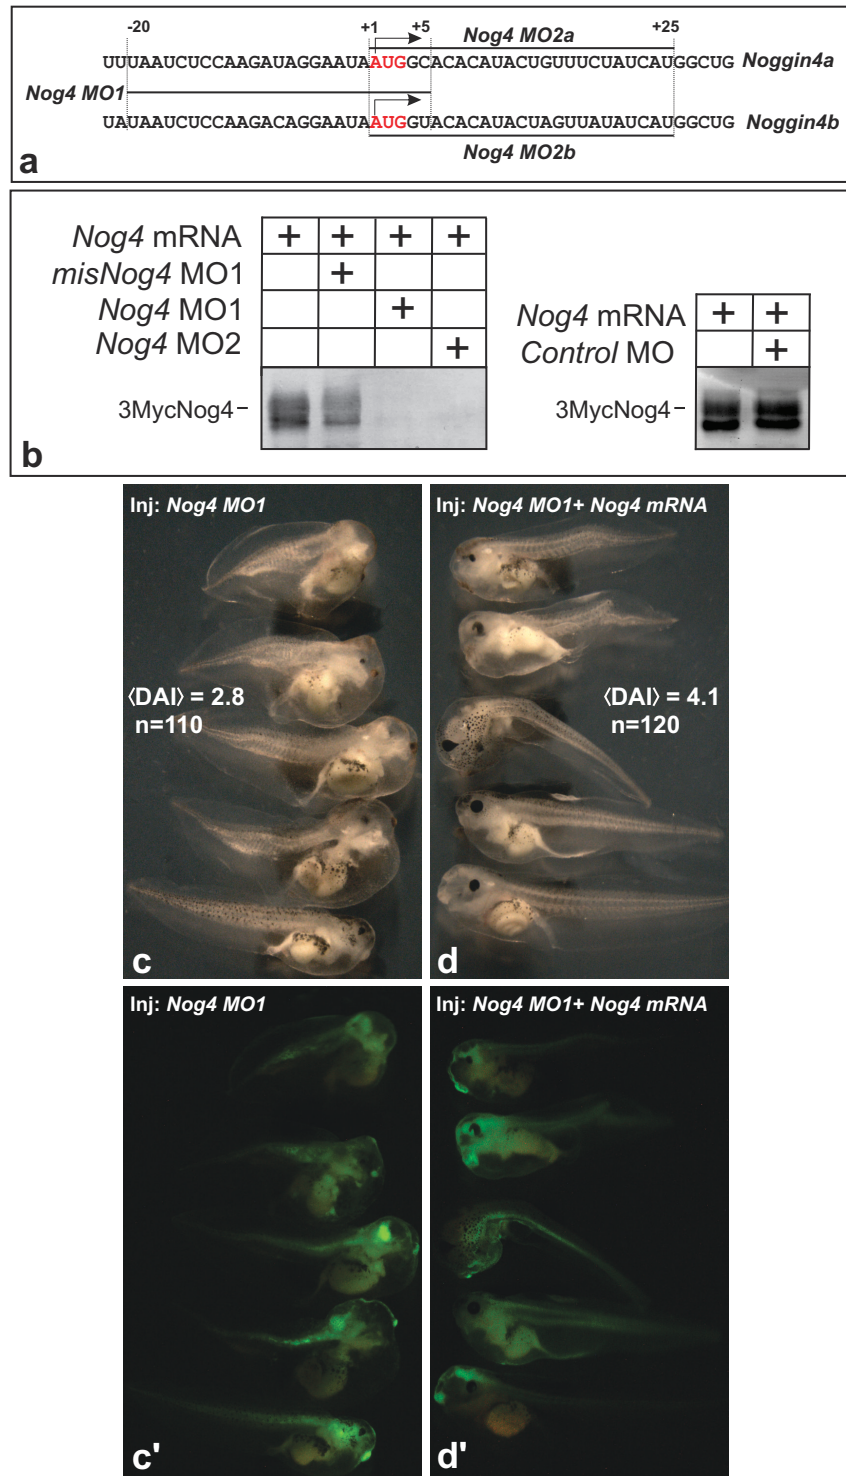 -20 +1 +5 +25
Nog4 MO2a
UUUUAAUCUCCAAGAUAGGAAUAAUGGCACACAUACUGUUUCUAUCAUGGCUG Noggin4a
Nog4 MO1
UAUAAUCUCCAAGACAGGAAUAAUGGUACACAUACUAGUUAUAUCAUGGCUG Noggin4b
Nog4 MO2b
a
Nog4 mRNA + + + +
misNog4 MO1 +
Nog4 MO1 +
Nog4 MO2 +
3MycNog4
Nog4 mRNA + +
Control MO +
3MycNog4
b
Inj: Nog4 MO1
⟨DAI⟩ = 2.8
n=110
c
Inj: Nog4 MO1+ Nog4 mRNA
⟨DAI⟩ = 4.1
n=120
d
Inj: Nog4 MO1
c'
Inj: Nog4 MO1+ Nog4 mRNA
d'